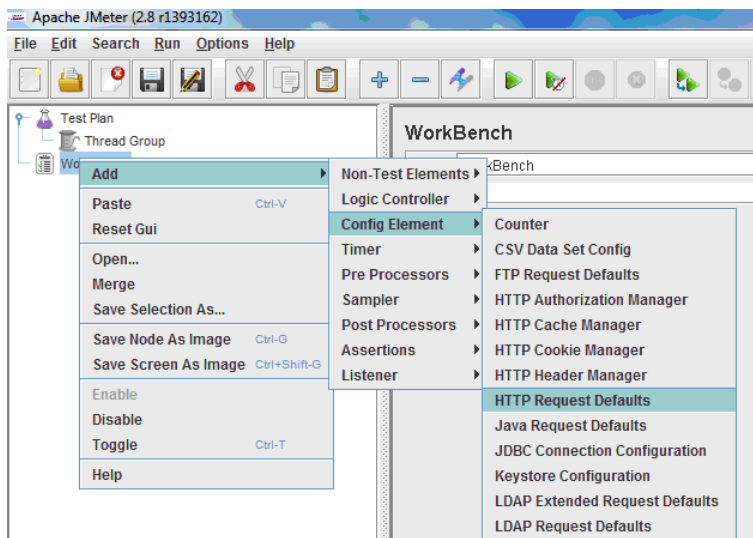 Apache JMeter (2.8 r1393162)
File Edit Search Run Options Help
Test Plan
Thread Group
Wo
WorkBench
kBench
Add
Paste Ctrl-V
Reset Gui
Open...
Merge
Save Selection As...
Save Node As Image Ctrl-G
Save Screen As Image Ctrl+Shift-G
Enable
Disable
Toggle Ctrl-T
Help
Non-Test Elements
Logic Controller
Config Element
Timer
Pre Processors
Sampler
Post Processors
Assertions
Listener
Counter
CSV Data Set Config
FTP Request Defaults
HTTP Authorization Manager
HTTP Cache Manager
HTTP Cookie Manager
HTTP Header Manager
HTTP Request Defaults
Java Request Defaults
JDBC Connection Configuration
Keystore Configuration
LDAP Extended Request Defaults
LDAP Request Defaults